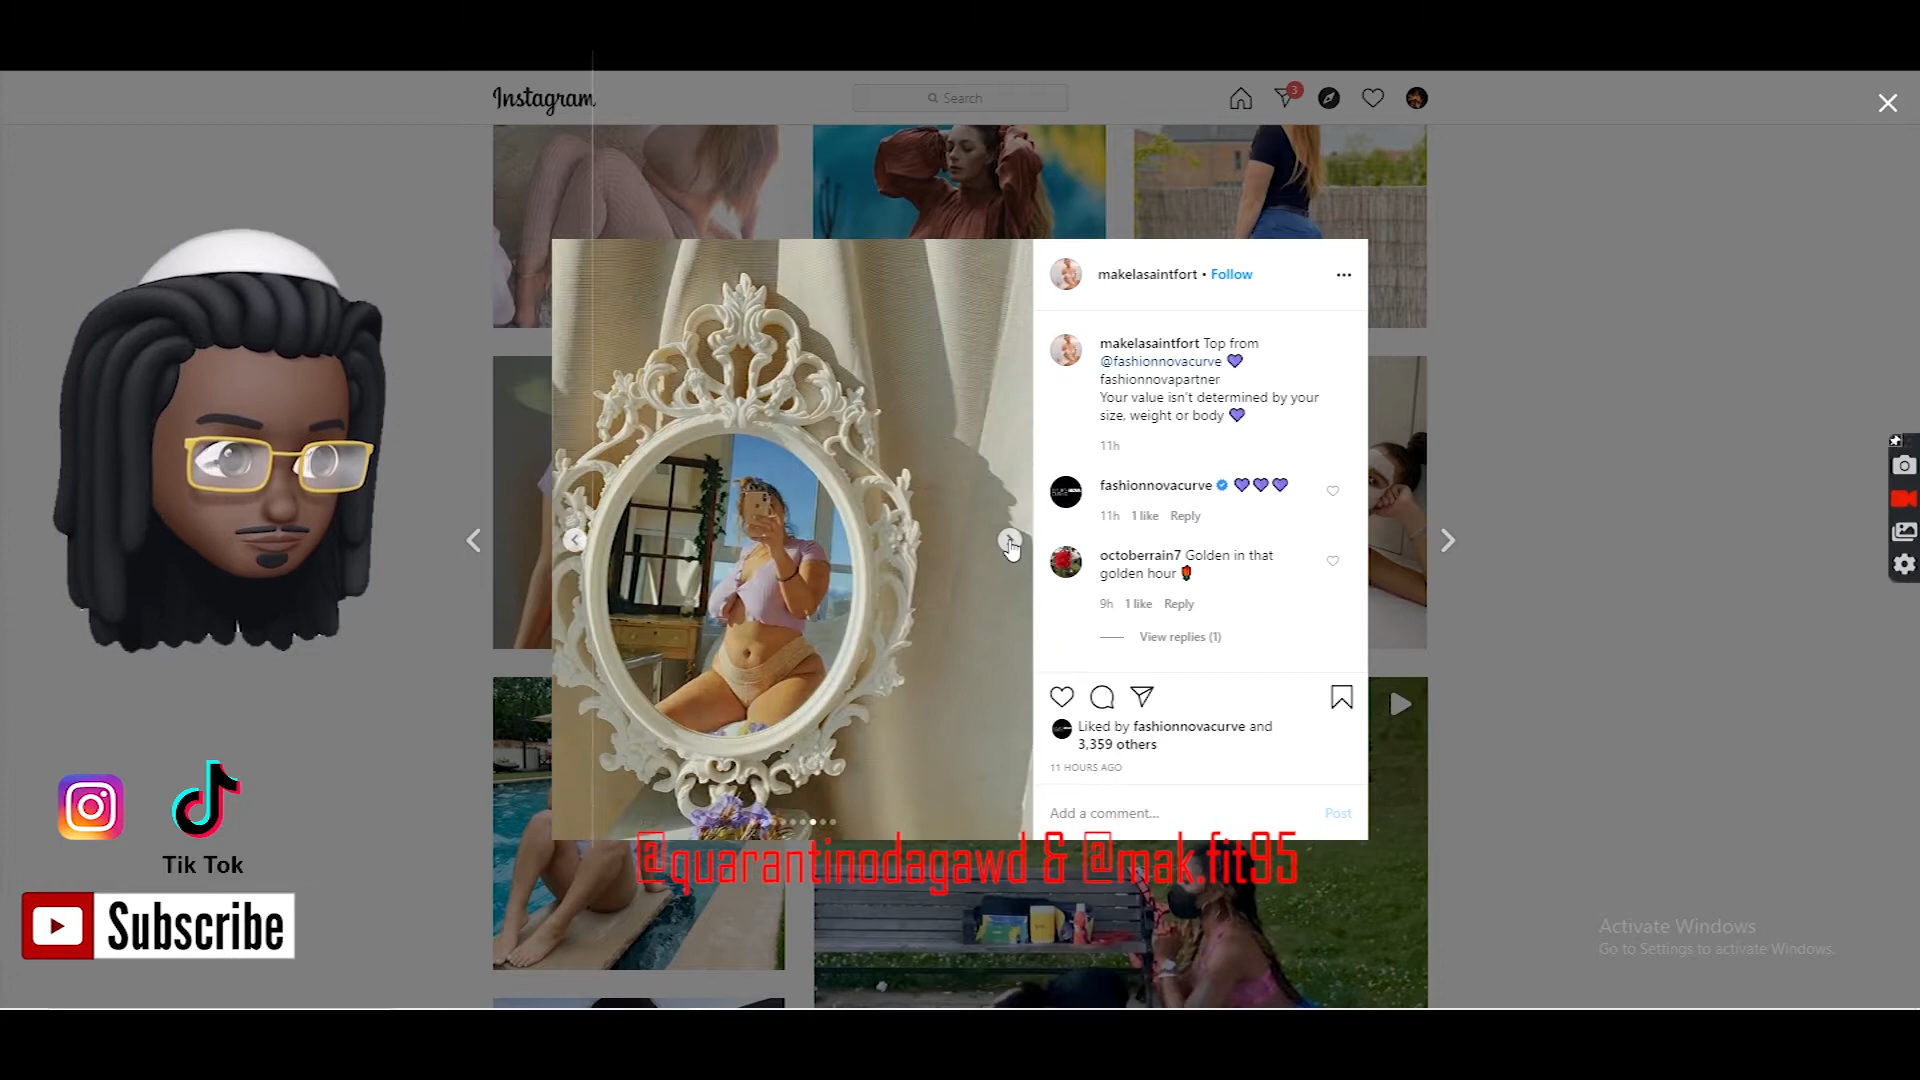 Instagram
Search
3
makelasaintfort • Follow
makelasaintfort Top from
@fashionnovacurve 💜
fashionnovapartner
Your value isn't determined by your
size, weight or body 💜
11h
fashionnovacurve 💜💜💜
11h 1 like Reply
octoberrain7 Golden in that
golden hour 🌷
9h 1 like Reply
View replies (1)
Liked by fashionnovacurve and
3,359 others
11 HOURS AGO
Add a comment... Post
@quarantinodagawd & @mak.fit95
Tik Tok
Subscribe
Activate Windows
Go to Settings to activate Windows.